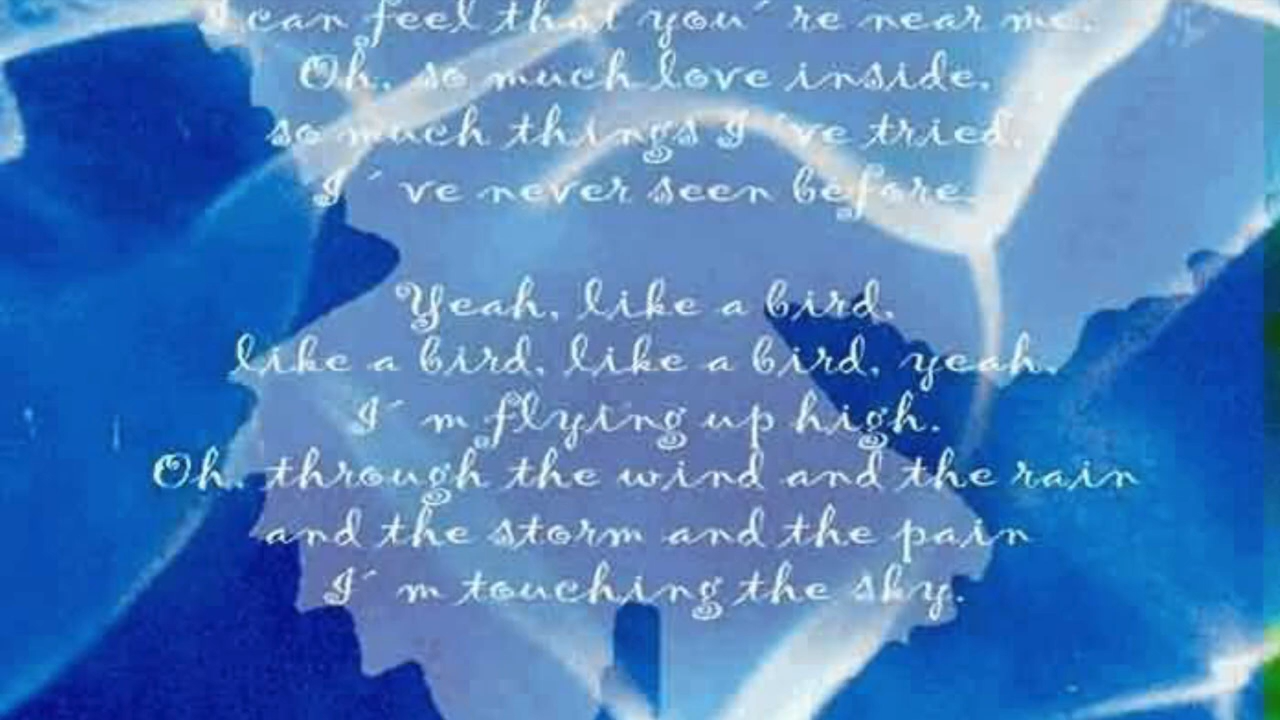 I can feel that you´re near me.
Oh, so much love inside,
so much things I´ve tried,
I´ve never seen before.
Yeah, like a bird,
like a bird, like a bird, yeah,
I´m flying up high.
Oh, through the wind and the rain
and the storm and the pain
I´m touching the sky.